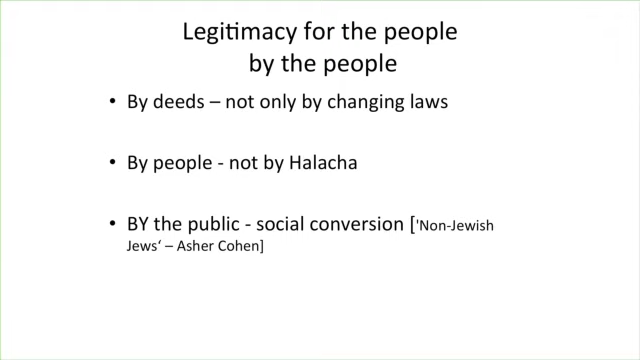 Legitimacy for the people
by the people
• By deeds – not only by changing laws
• By people - not by Halacha
• BY the public - social conversion ['Non-Jewish
Jews‘ – Asher Cohen]